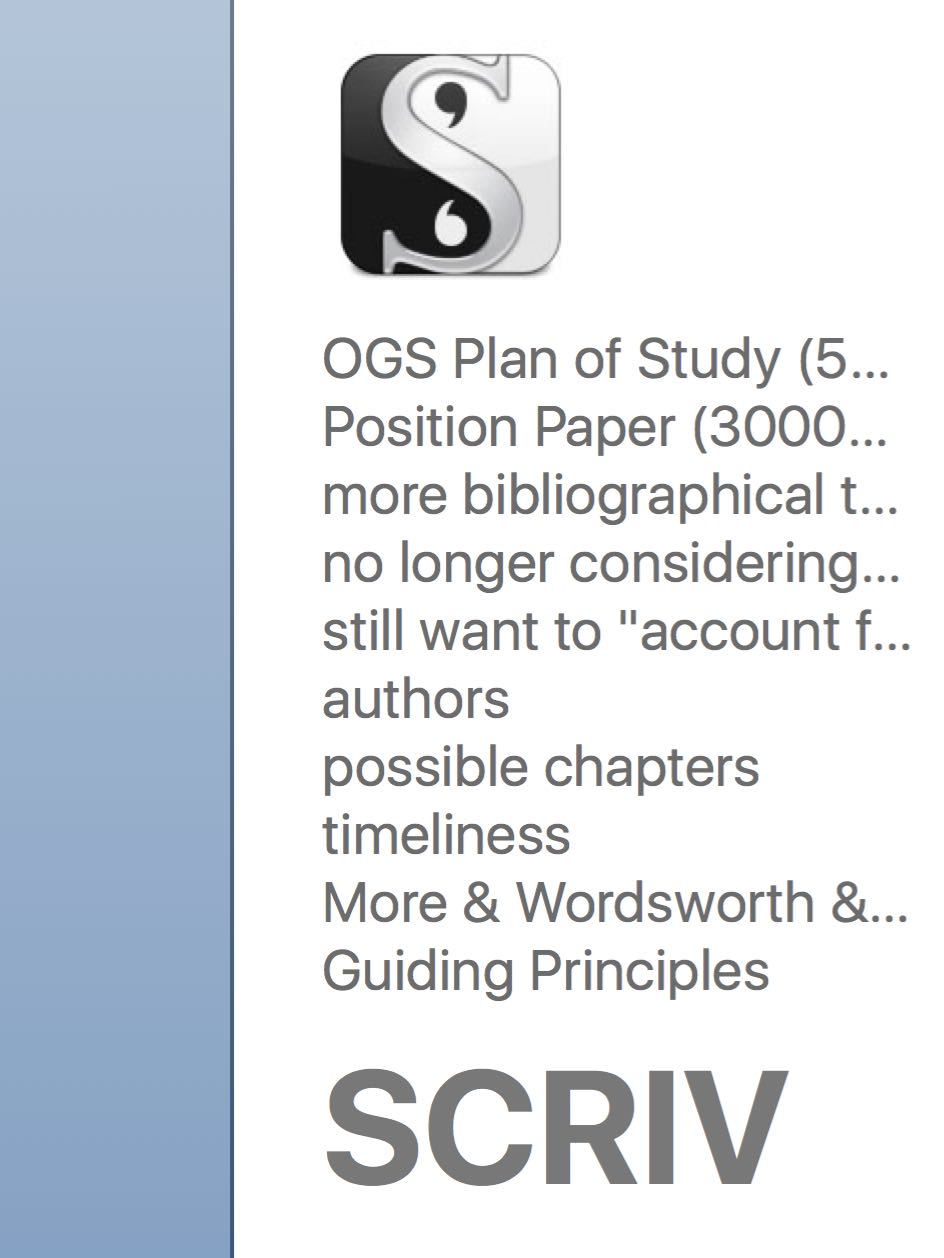 OGS Plan of Study (5...
Position Paper (3000...
more bibliographical t...
no longer considering...
still want to "account f...
authors
possible chapters
timeliness
More & Wordsworth &...
Guiding Principles
SCRIV